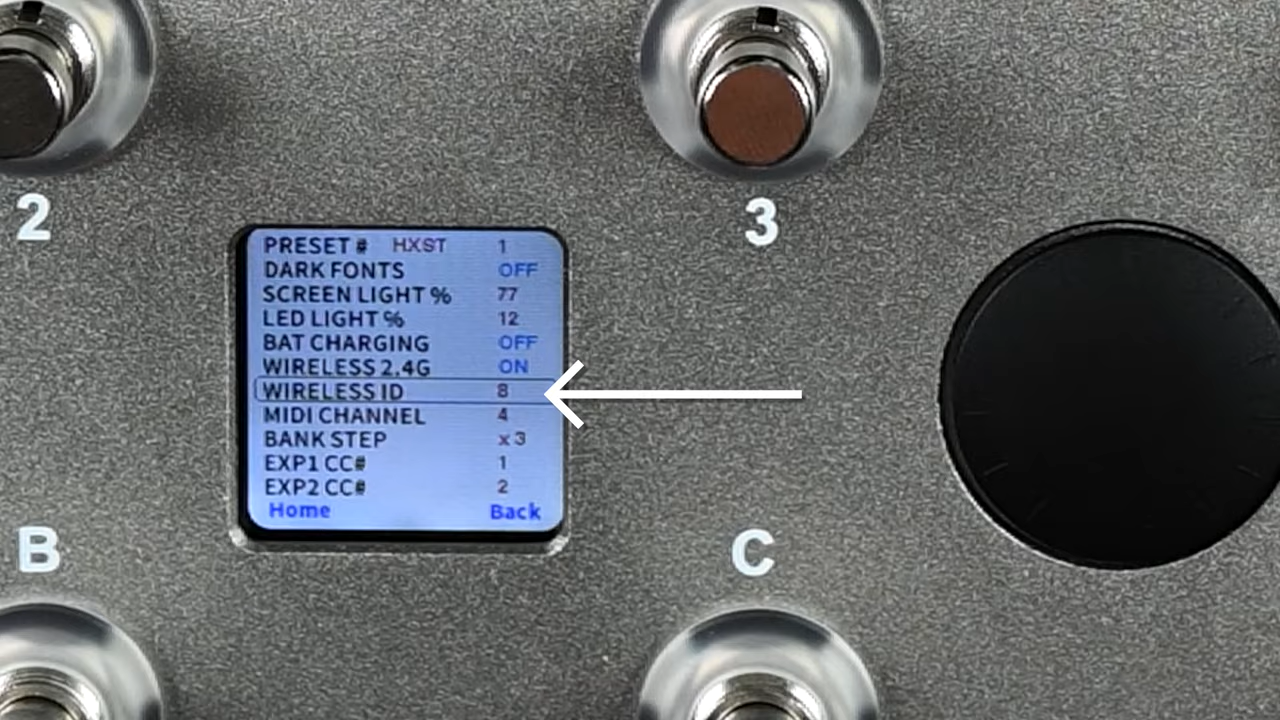 2
3
PRESET # HXST 1
DARK FONTS OFF
SCREEN LIGHT % 77
LED LIGHT % 12
BAT CHARGING OFF
WIRELESS 2.4G ON
WIRELESS ID 8
MIDI CHANNEL 4
BANK STEP x3
EXP1 CC# 1
EXP2 CC# 2
Home Back
B
C